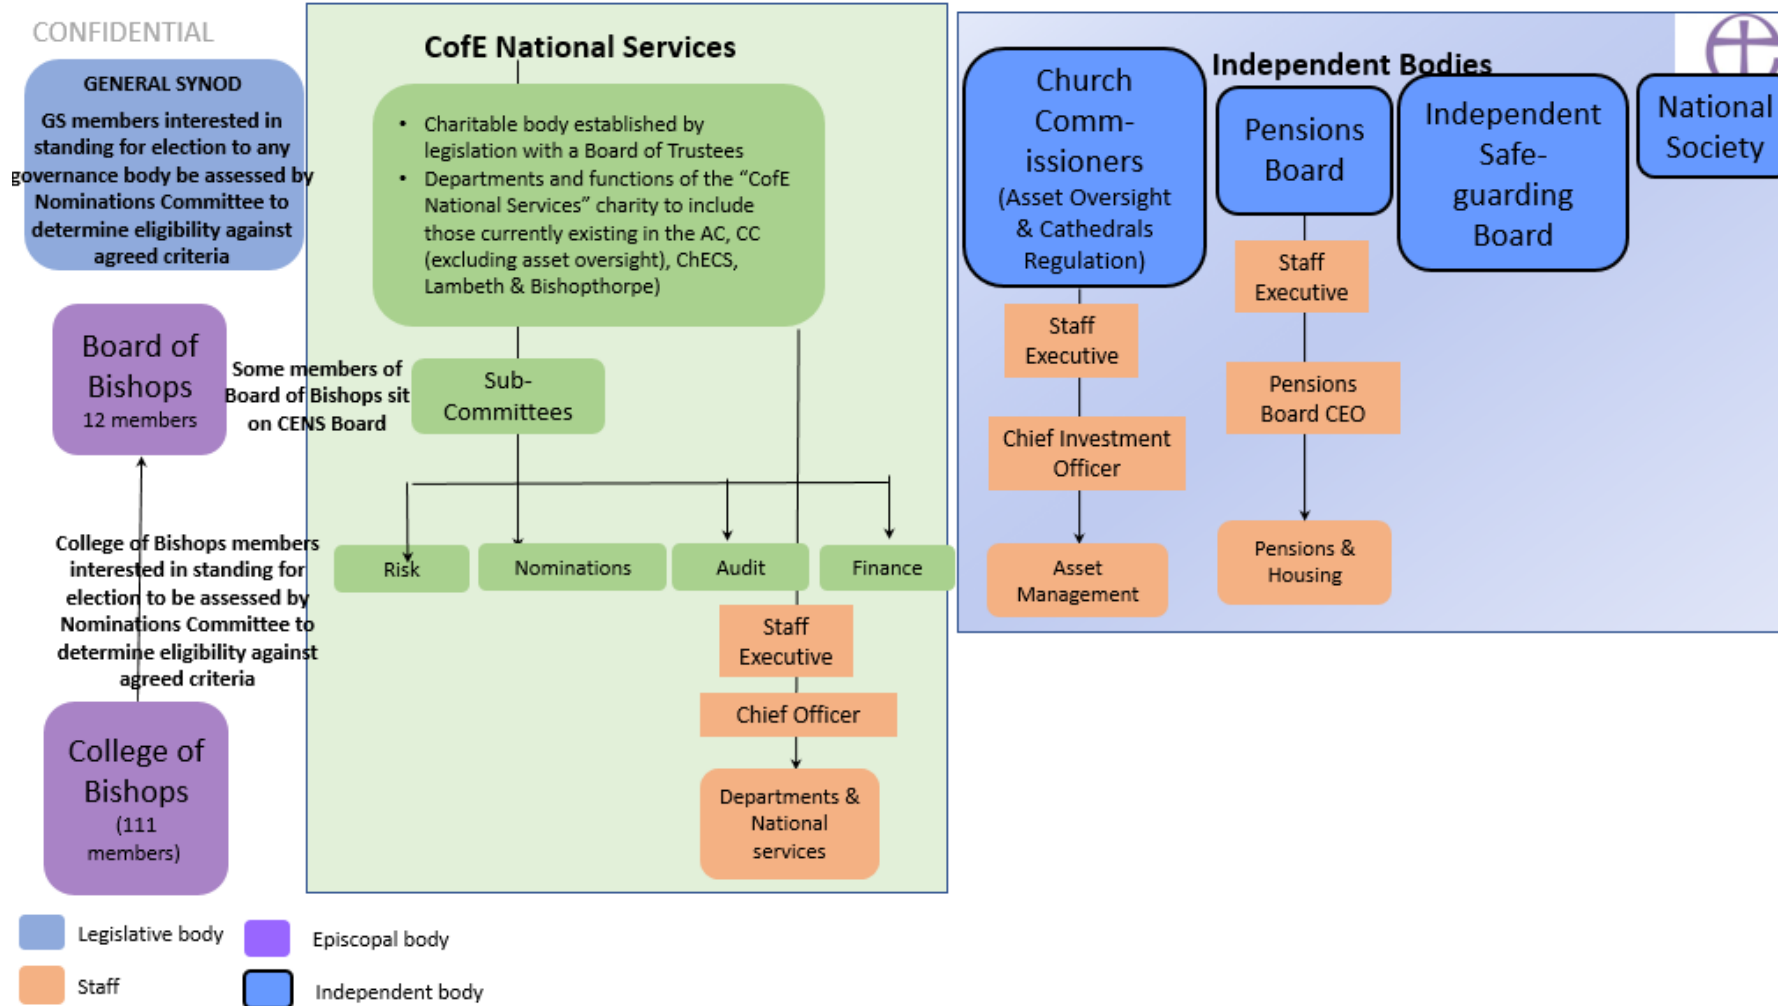 CONFIDENTIAL
GENERAL SYNOD
GS members interested in
standing for election to any
governance body be assessed by
Nominations Committee to
determine eligibility against
agreed criteria
Board of
Bishops
12 members
Some members of
Board of Bishops sit
on CENS Board
College of Bishops members
interested in standing for
election to be assessed by
Nominations Committee to
determine eligibility against
agreed criteria
College of
Bishops
(111
members)
CofE National Services
• Charitable body established by
legislation with a Board of Trustees
• Departments and functions of the “CofE
National Services” charity to include
those currently existing in the AC, CC
(excluding asset oversight), ChECS,
Lambeth & Bishopthorpe)
Sub-
Committees
Risk
Nominations
Audit
Finance
Staff
Executive
Chief Officer
Departments &
National
services
Independent Bodies
Church
Comm-
issioners
(Asset Oversight
& Cathedrals
Regulation)
Staff
Executive
Chief Investment
Officer
Asset
Management
Pensions
Board
Staff
Executive
Pensions
Board CEO
Pensions &
Housing
Independent
Safe-
guarding
Board
National
Society
Legislative body
Episcopal body
Staff
Independent body